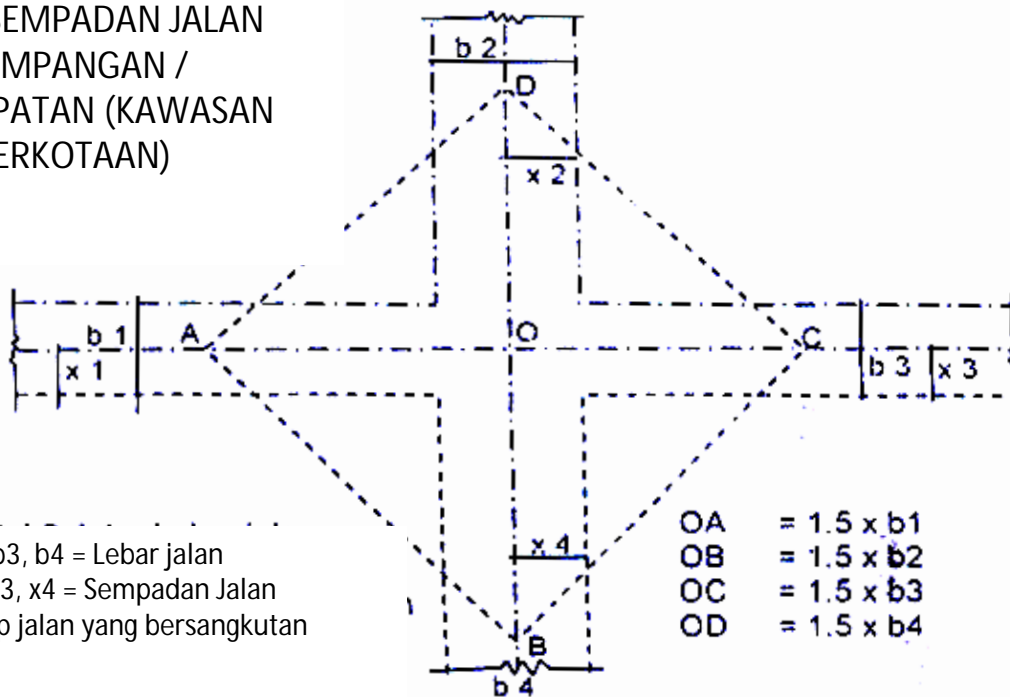 SEMPADAN JALAN
MPANGAN /
PATAN (KAWASAN
ERKOTAAN)
b 2
D
x 2
b 1
A
O
C
x 1
b 3
x 3
x 4
B
b 4
b3, b4 = Lebar jalan
3, x4 = Sempadan Jalan
jalan yang bersangkutan
OA = 1.5 x b1
OB = 1.5 x b2
OC = 1.5 x b3
OD = 1.5 x b4